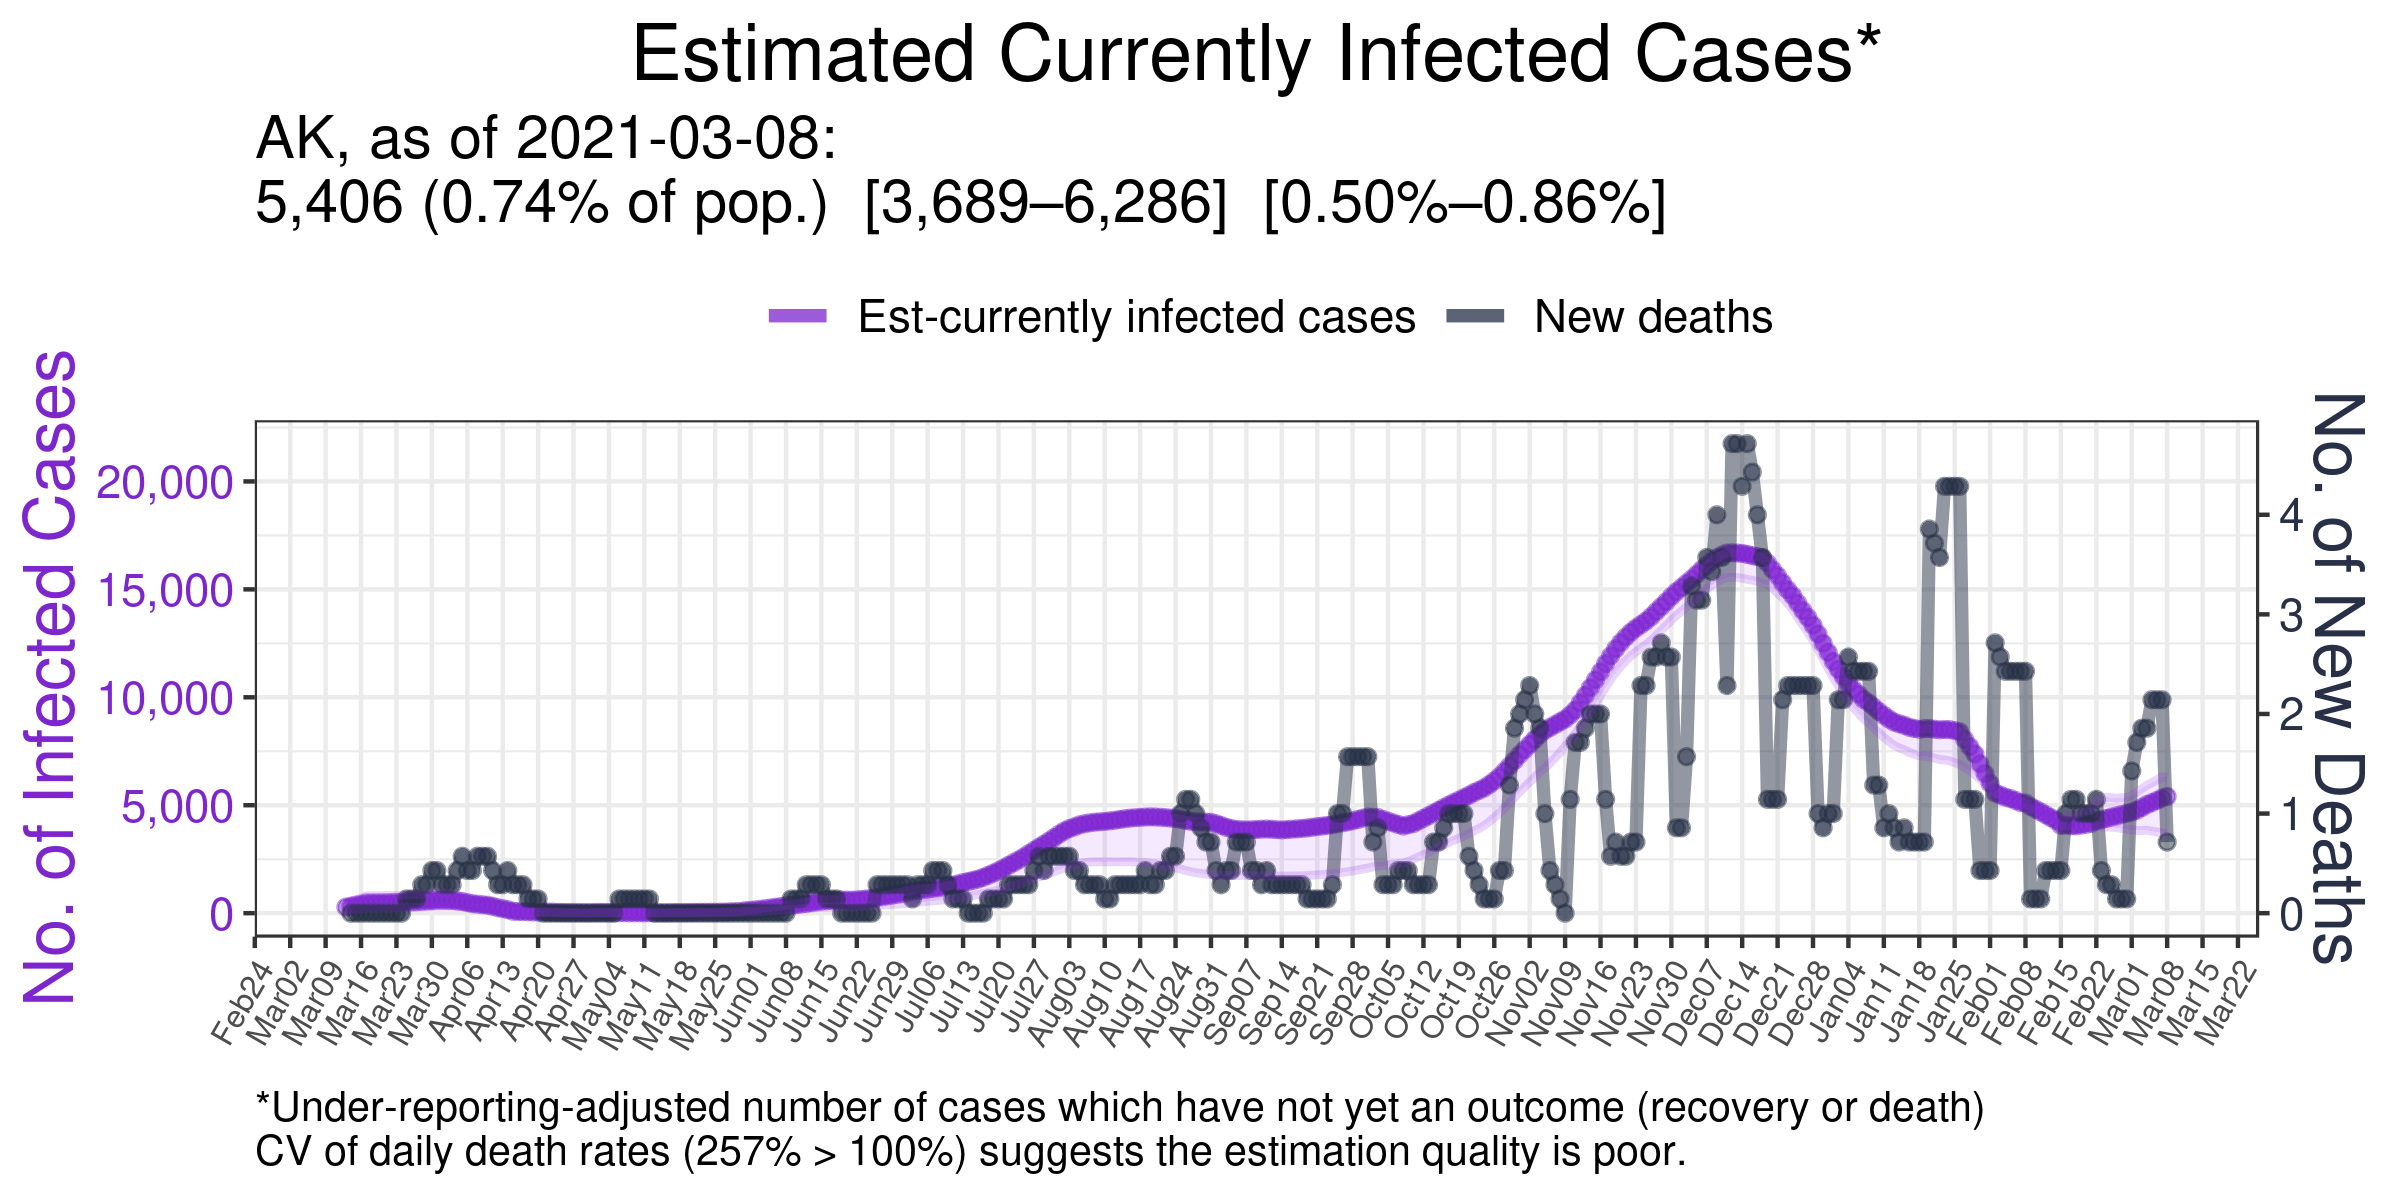 Estimated Currently Infected Cases*
AK, as of 2021-03-08:
5,406 (0.74% of pop.)  [3,689–6,286]  [0.50%–0.86%]
Est-currently infected cases
New deaths
No. of Infected Cases
20,000
15,000
10,000
5,000
0
No. of New Deaths
4
3
2
1
0
Feb24
Mar02
Mar09
Mar16
Mar23
Mar30
Apr06
Apr13
Apr20
Apr27
May04
May11
May18
May25
Jun01
Jun08
Jun15
Jun22
Jun29
Jul06
Jul13
Jul20
Jul27
Aug03
Aug10
Aug17
Aug24
Aug31
Sep07
Sep14
Sep21
Sep28
Oct05
Oct12
Oct19
Oct26
Nov02
Nov09
Nov16
Nov23
Nov30
Dec07
Dec14
Dec21
Dec28
Jan04
Jan11
Jan18
Jan25
Feb01
Feb08
Feb15
Feb22
Mar01
Mar08
Mar15
Mar22
*Under-reporting-adjusted number of cases which have not yet an outcome (recovery or death)
CV of daily death rates (257% > 100%) suggests the estimation quality is poor.